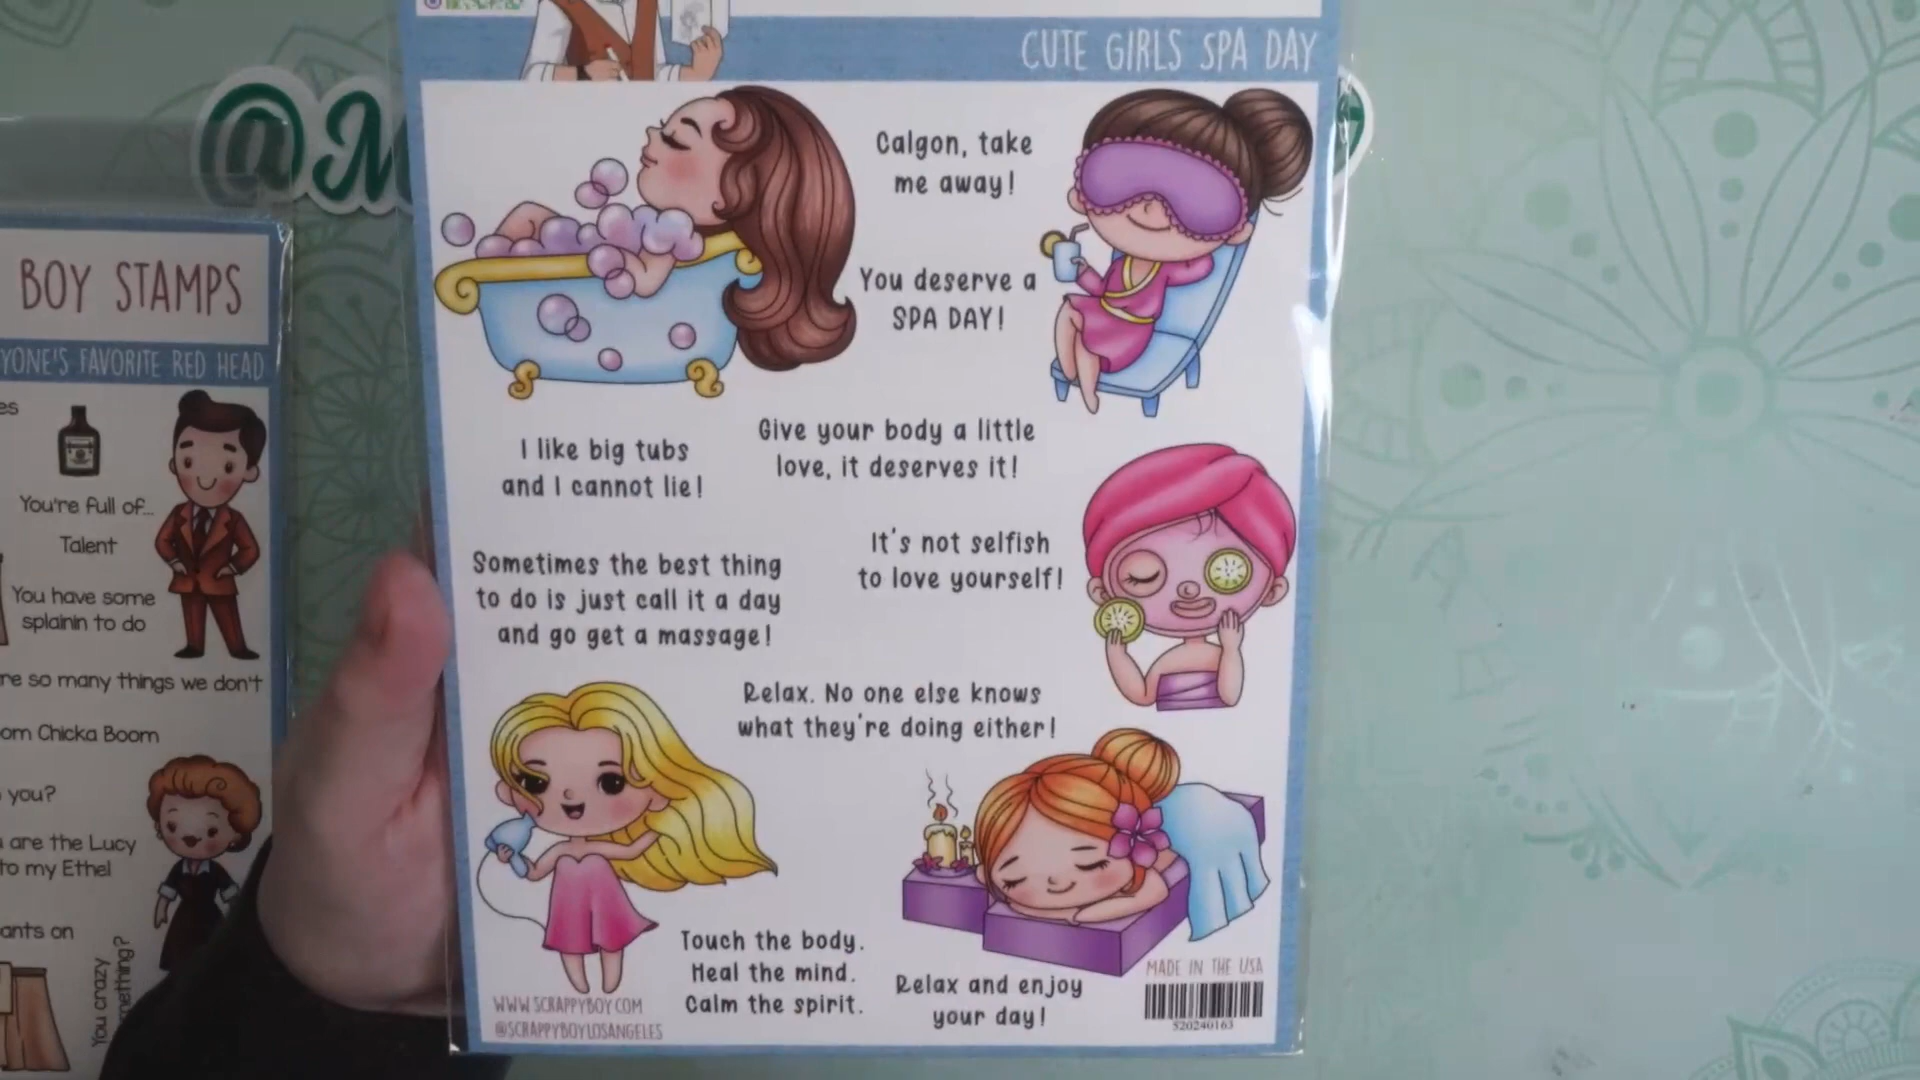 CUTE GIRLS SPA DAY
Calgon, take
me away!
You deserve a
SPA DAY!
I like big tubs
and I cannot lie!
Give your body a little
love, it deserves it!
It's not selfish
to love yourself!
Sometimes the best thing
to do is just call it a day
and go get a massage!
Relax. No one else knows
what they're doing either!
Touch the body.
Heal the mind.
Calm the spirit.
Relax and enjoy
your day!
MADE IN THE USA
520240163
WWW.SCRAPPYBOY.COM
@SCRAPPYBOYLOSANGELES
@M
BOY STAMPS
YONE'S FAVORITE RED HEAD
es
You're full of...
Talent
You have some
splainin to do
re so many things we don't
om Chicka Boom
you?
are the Lucy
to my Ethel
ants on
You crazy
mething?